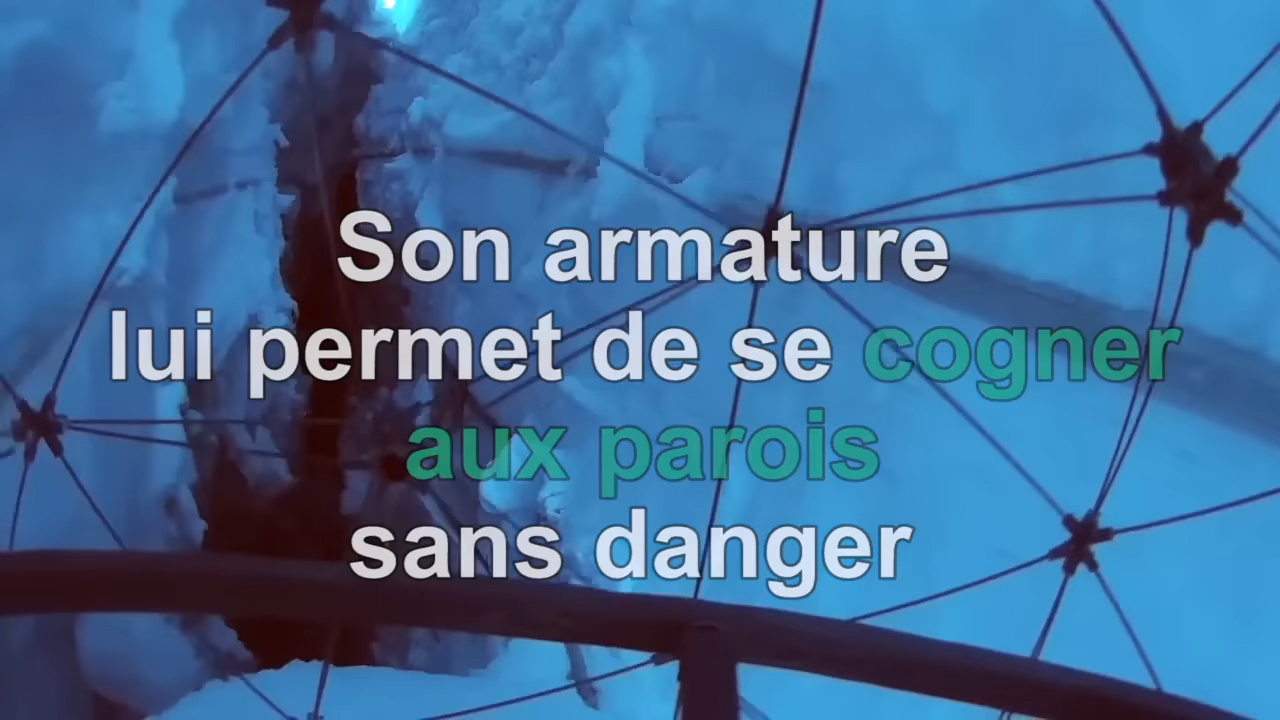 Son armature
lui permet de se cogner
aux parois
sans danger